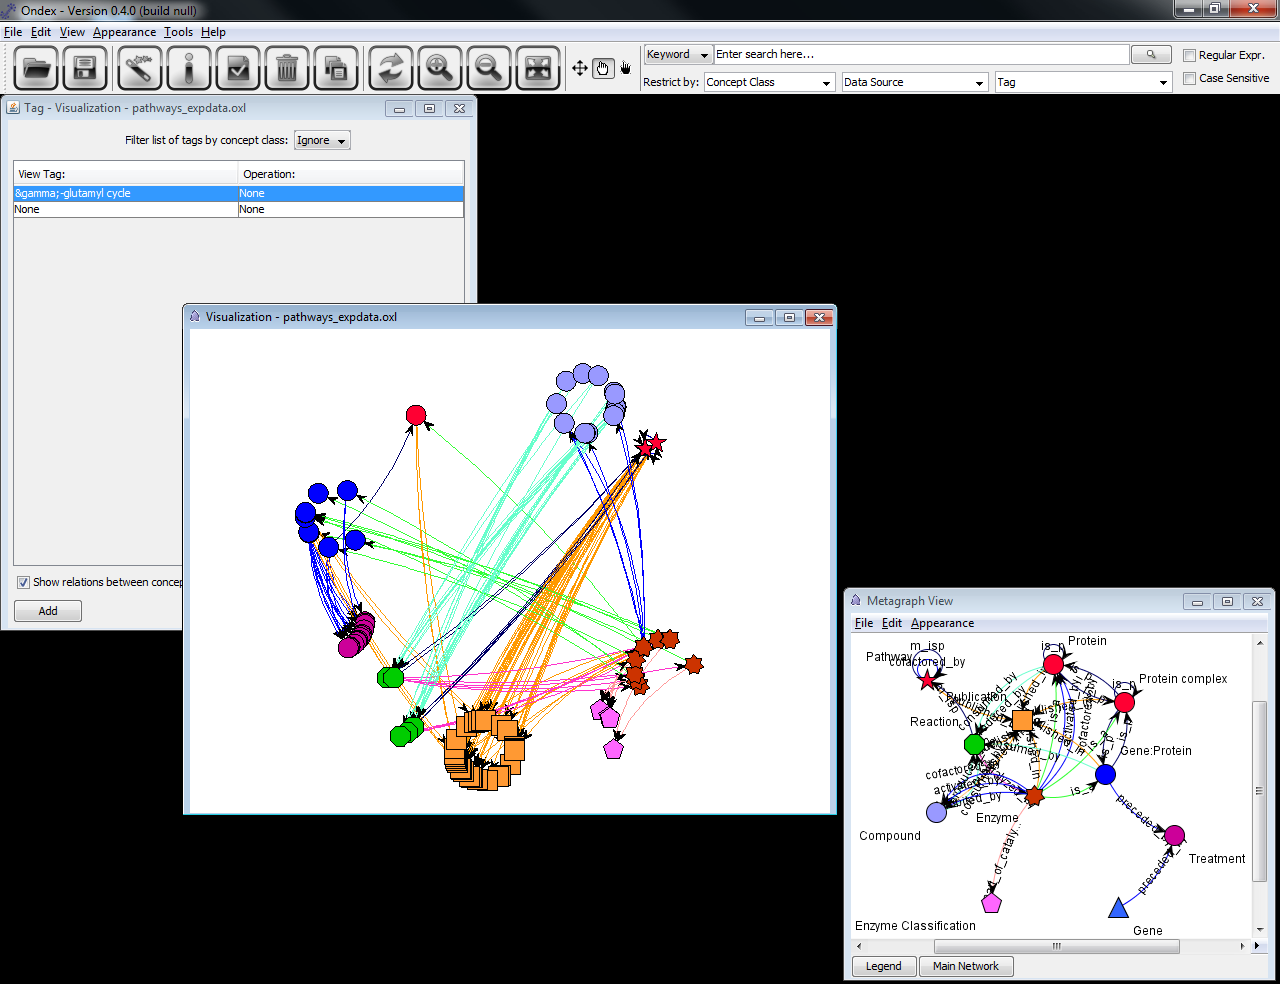 Ondex - Version 0.4.0 (build null)
File Edit View Appearance Tools Help
Keyword Enter search here... Regular Expr.
Restrict by: Concept Class Data Source Tag Case Sensitive
Tag - Visualization - pathways_expdata.oxl
Filter list of tags by concept class: Ignore
View Tag: Operation:
&gamma;-glutamyl cycle None
None None
Show relations between concep
Add
Visualization - pathways_expdata.oxl
Metagraph View
File Edit Appearance
Protein
m_isp is_p
Pathway
cofactored_by
Protein complex
is_p
Publication
Reaction
Gene:Protein
cofactored_by
activated_by
Enzyme
is_a
Compound
Treatment
Enzyme Classification
Gene
Legend Main Network